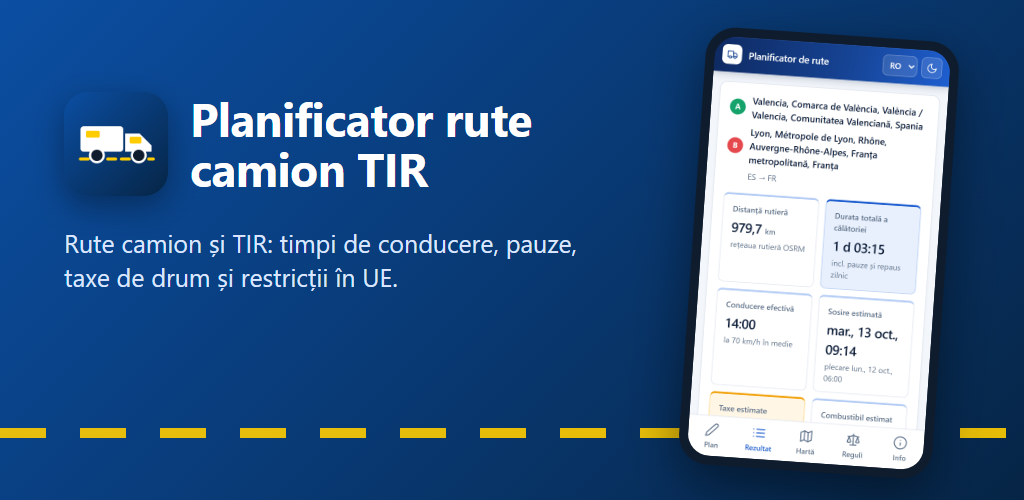 Planificator rute
camion TIR
Rute camion și TIR: timpi de conducere, pauze,
taxe de drum și restricții în UE.
Planificator de rute
RO
A
Valencia, Comarca de València, València /
Valencia, Comunitatea Valenciană, Spania
B
Lyon, Métropole de Lyon, Rhône,
Auvergne-Rhône-Alpes, Franța
metropolitană, Franța
ES → FR
Distanță rutieră
979,7 km
rețeaua rutieră OSRM
Durata totală a
călătoriei
1 d 03:15
incl. pauze și repaus
zilnic
Conducere efectivă
14:00
la 70 km/h în medie
Sosire estimată
mar., 13 oct.,
09:14
plecare lun., 12 oct.,
06:00
Taxe estimate
Combustibil estimat
Plan
Rezultat
Hartă
Reguli
Info